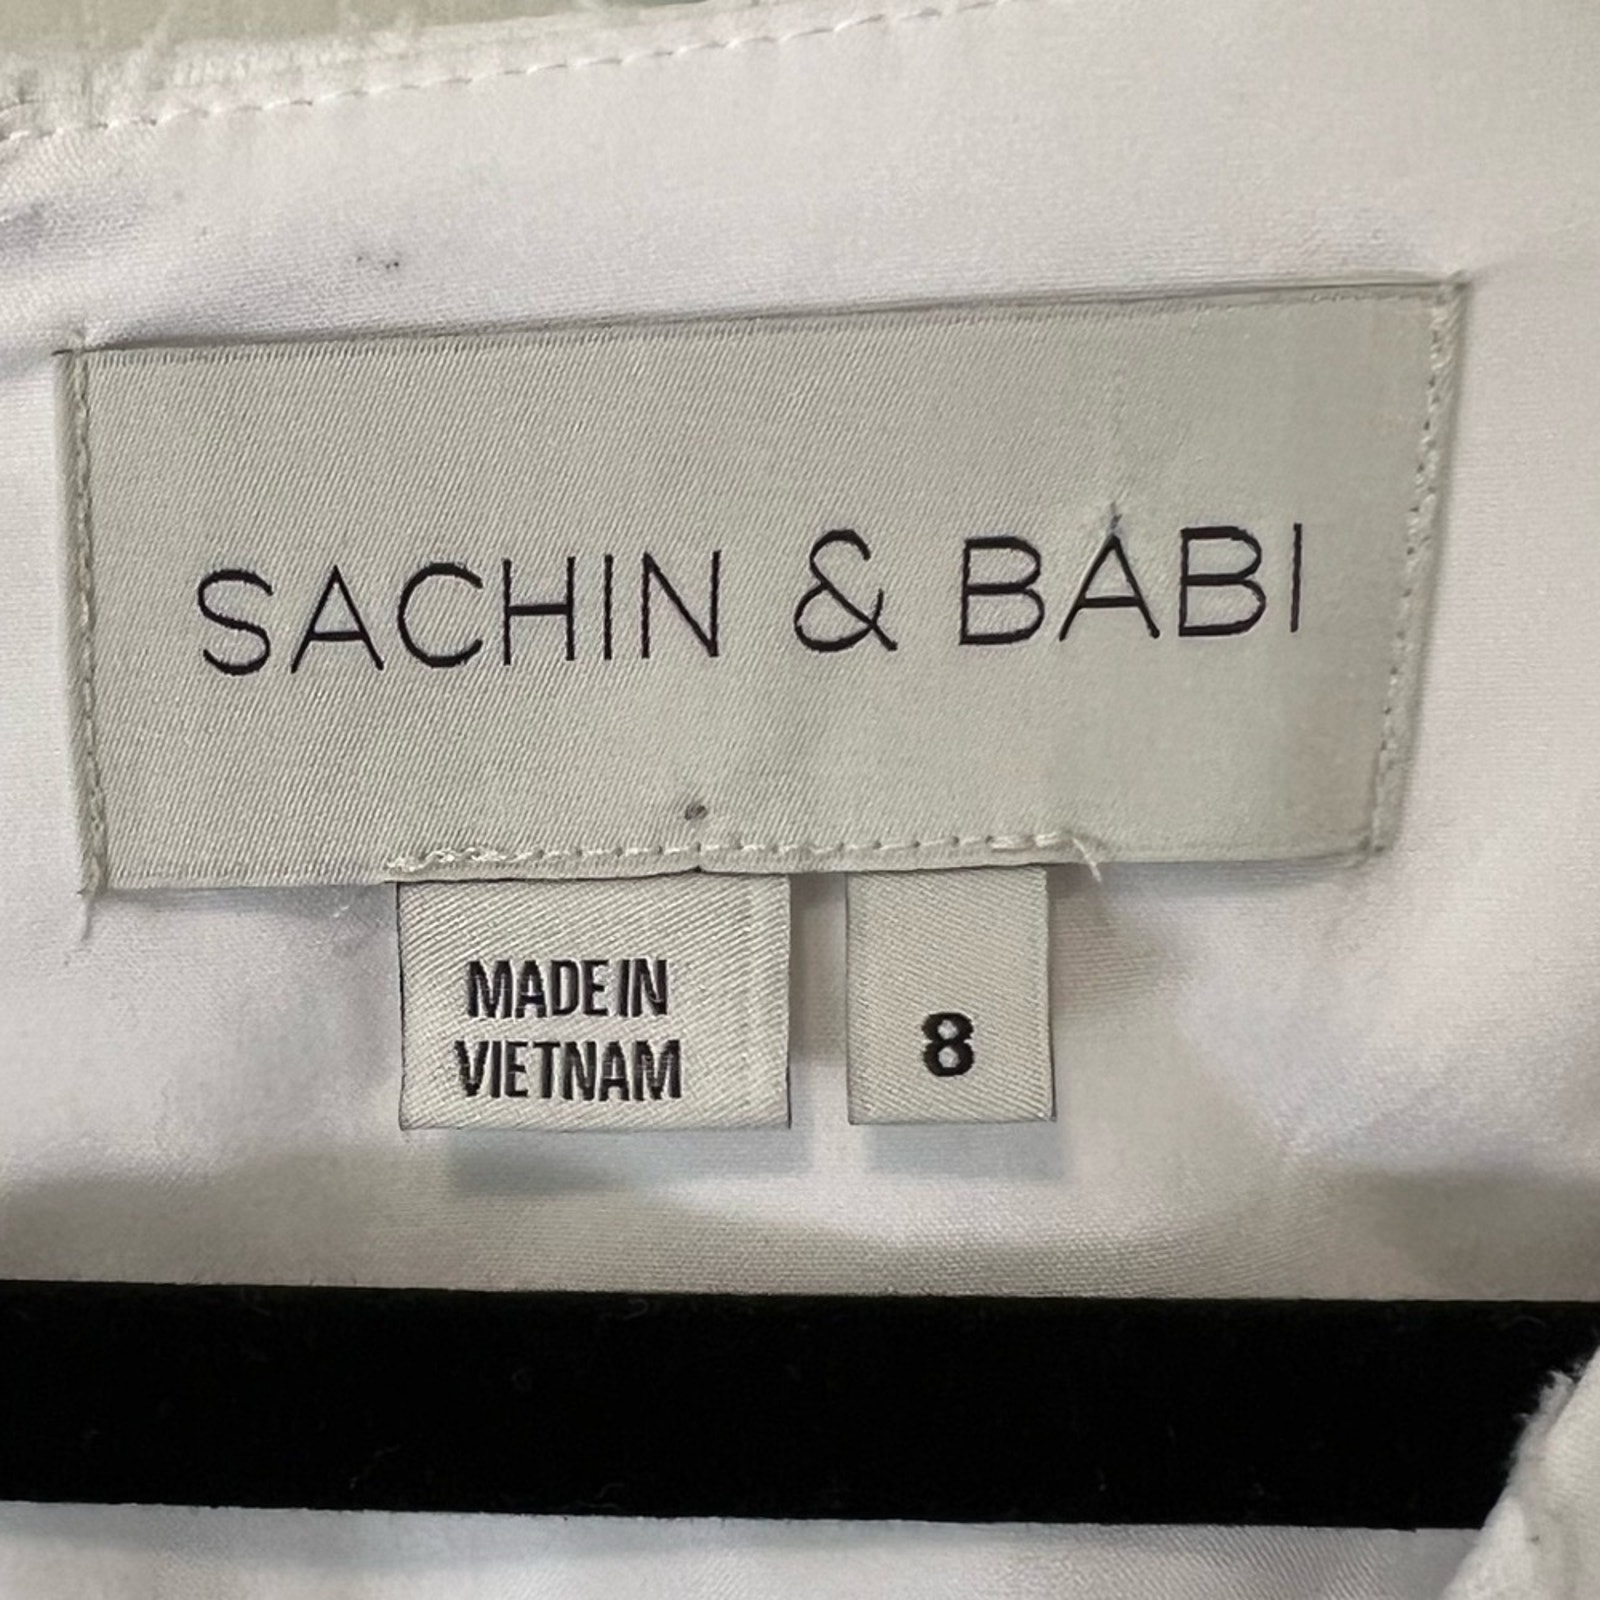 SACHIN & BABI
MADE IN
VIETNAM
8